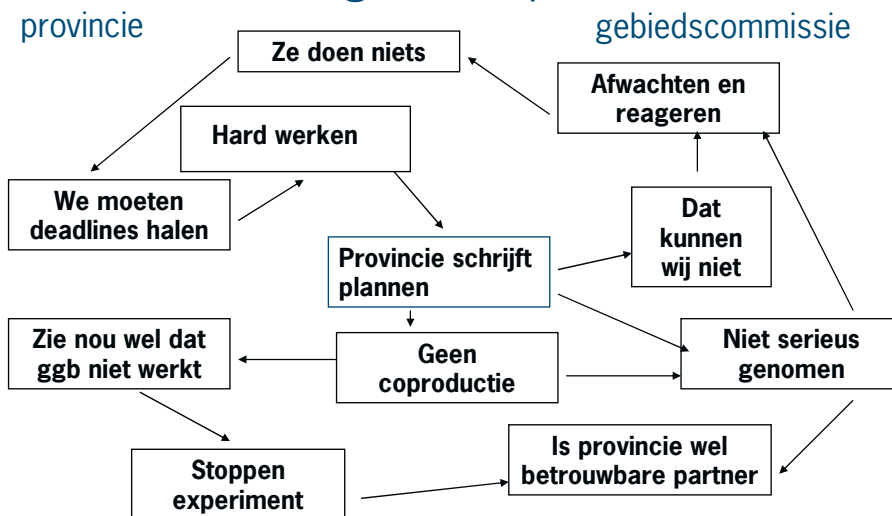 provincie
gebiedscommissie
Ze doen niets
Afwachten en
reageren
Hard werken
We moeten
deadlines halen
Dat
kunnen
wij niet
Provincie schrijft
plannen
Zie nou wel dat
ggb niet werkt
Geen
coproductie
Niet serieus
genomen
Is provincie wel
betrouwbare partner
Stoppen
experiment